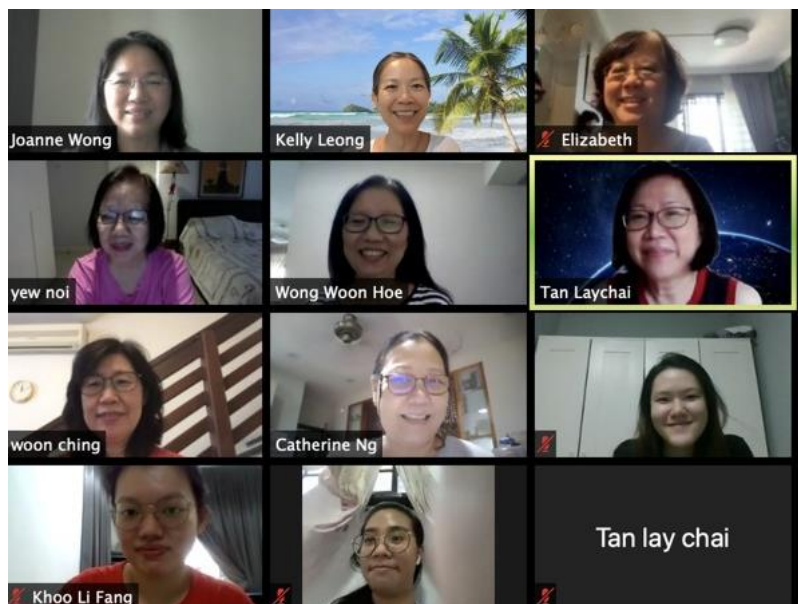 Joanne Wong
Kelly Leong
Elizabeth
yew noi
Wong Woon Hoe
Tan Laychai
woon ching
Catherine Ng
Khoo Li Fang
Tan lay chai